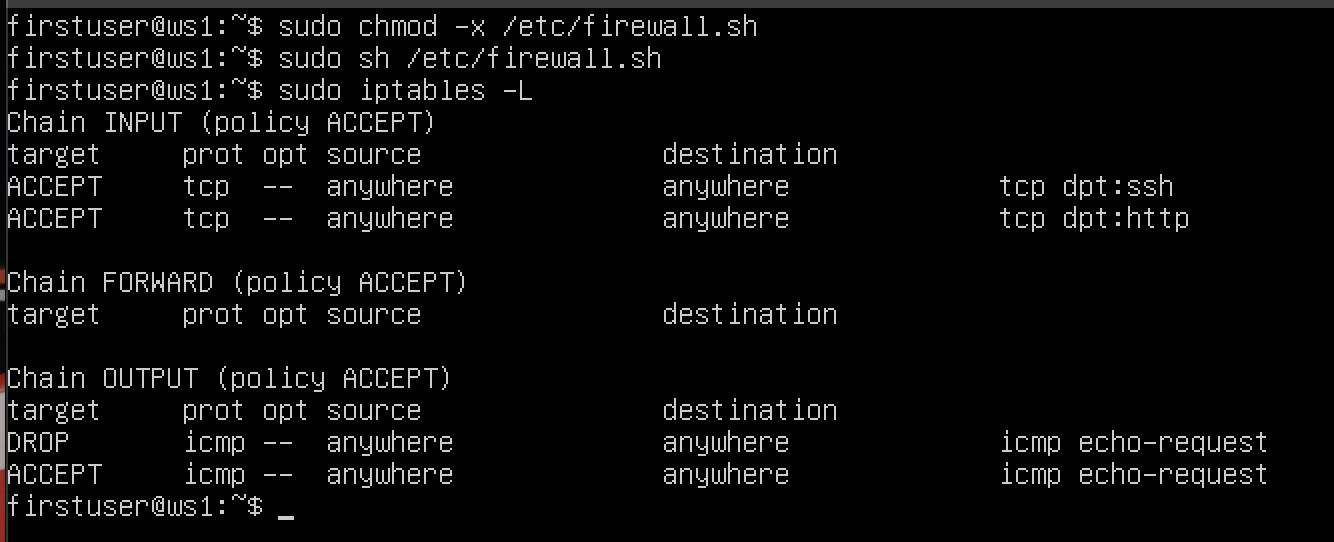 firstuser@ws1:~$ sudo chmod -x /etc/firewall.sh
firstuser@ws1:~$ sudo sh /etc/firewall.sh
firstuser@ws1:~$ sudo iptables -L
Chain INPUT (policy ACCEPT)
target     prot opt source               destination
ACCEPT     tcp  --  anywhere             anywhere             tcp dpt:ssh
ACCEPT     tcp  --  anywhere             anywhere             tcp dpt:http

Chain FORWARD (policy ACCEPT)
target     prot opt source               destination

Chain OUTPUT (policy ACCEPT)
target     prot opt source               destination
DROP       icmp --  anywhere             anywhere             icmp echo-request
ACCEPT     icmp --  anywhere             anywhere             icmp echo-request
firstuser@ws1:~$ _